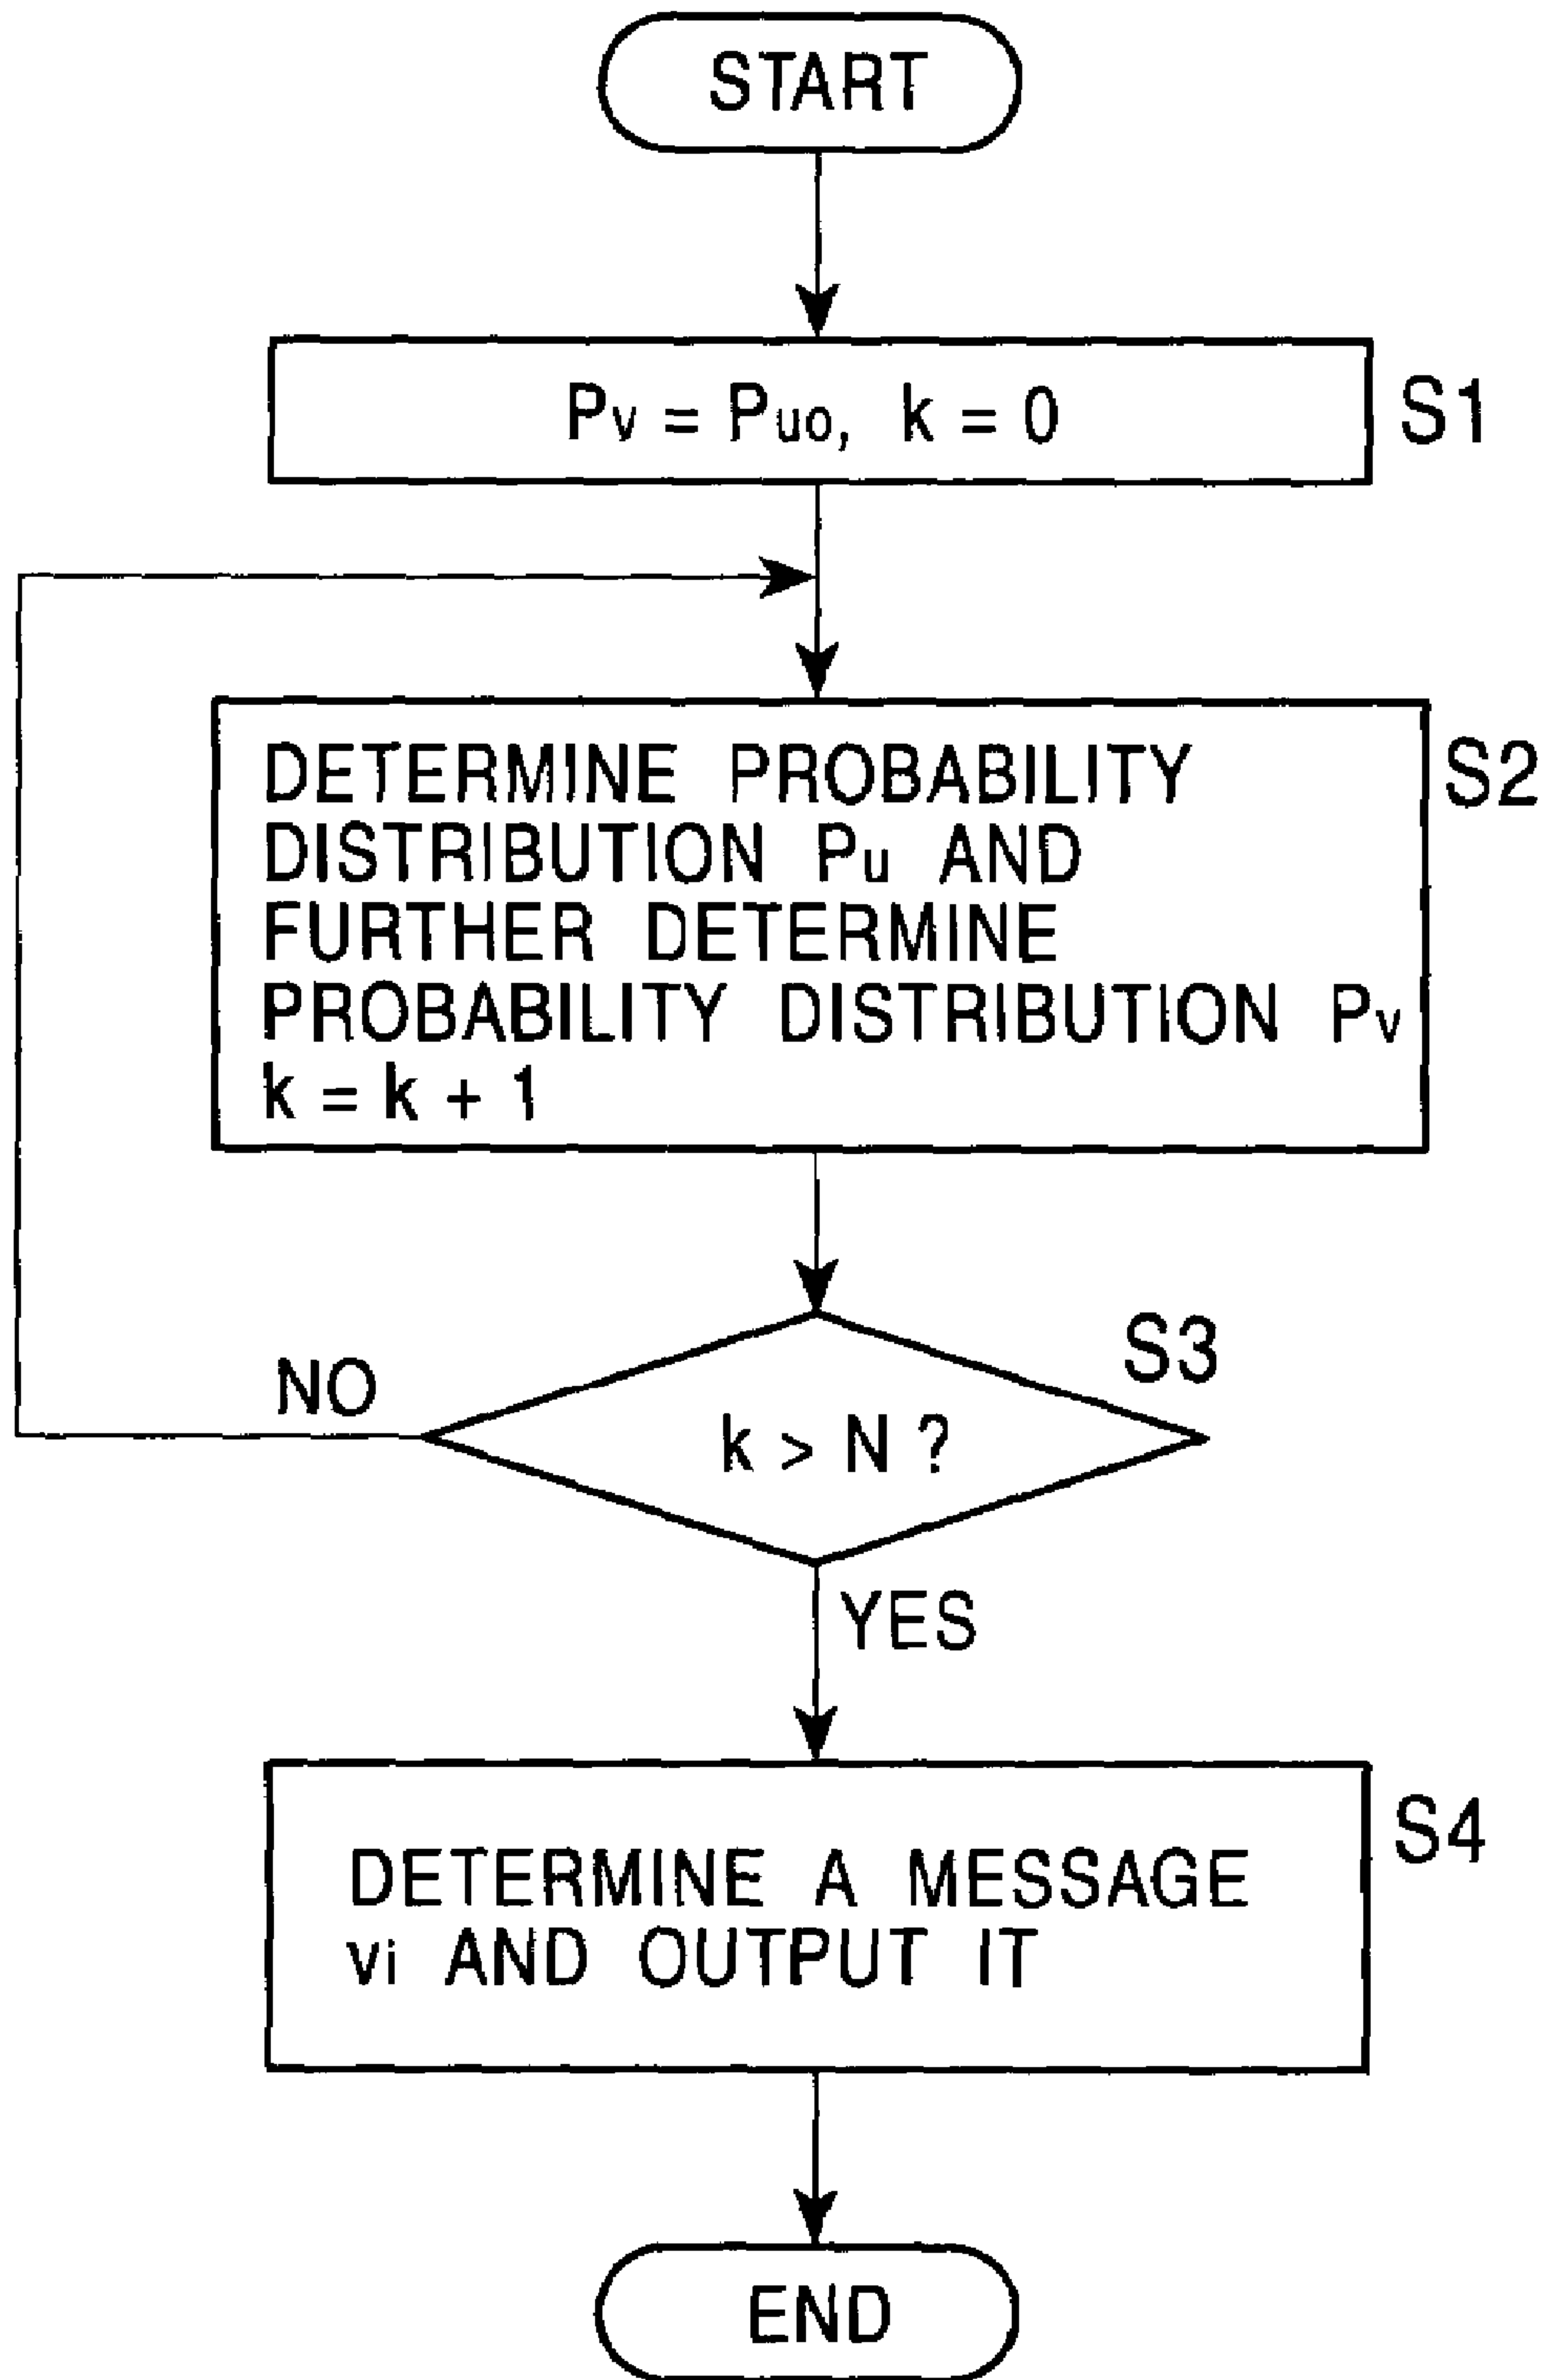 START
Pv = Puo, k = 0
S1
DETERMINE PROBABILITY
DISTRIBUTION Pu AND
FURTHER DETERMINE
PROBABILITY DISTRIBUTION Pv
k = k + 1
S2
S3
NO
k > N ?
YES
S4
DETERMINE A MESSAGE
vi AND OUTPUT IT
END